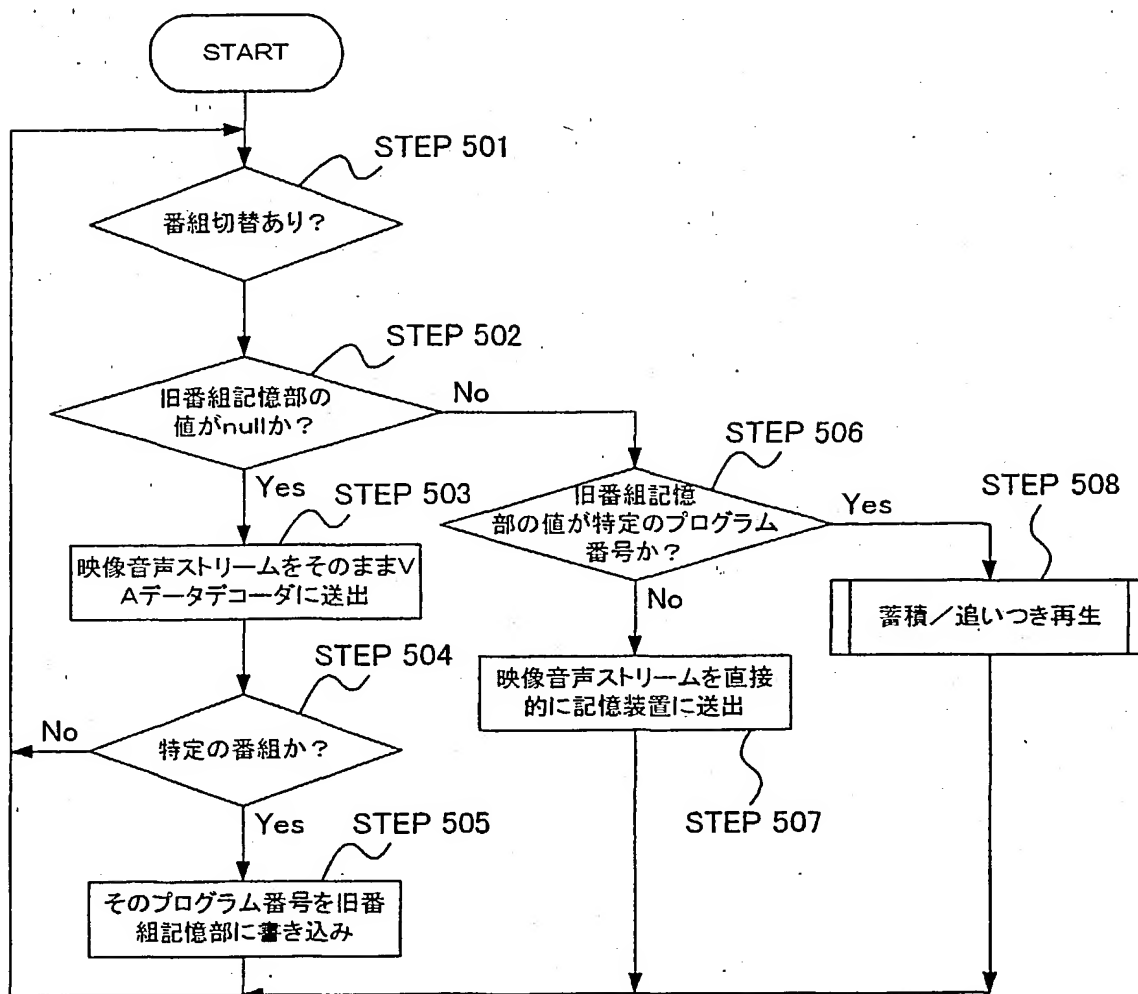 START
STEP 501
番組切替あり？
STEP 502
旧番組記憶部の
値がnullか？
No
Yes
STEP 503
映像音声ストリームをそのままV
Aデータデコーダに送出
STEP 504
No
特定の番組か？
Yes
STEP 505
そのプログラム番号を旧番
組記憶部に書き込み
STEP 506
旧番組記憶
部の値が特定のプログラム
番号か？
Yes
No
映像音声ストリームを直接
的に記憶装置に送出
STEP 507
STEP 508
蓄積／追いつき再生